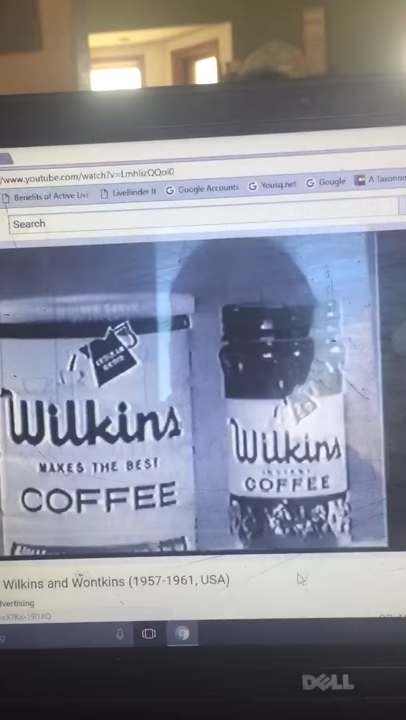 /www.youtube.com/watch?v=LmhlizQQoI0
Benefits of Active Livi LiveBinder It Google Accounts Yousq.net Google A Taxonom
Search
Wilkins
MAKES THE BEST
COFFEE
Wilkins
INSTANT
COFFEE
Wilkins and Wontkins (1957-1961, USA)
dvertising
DELL